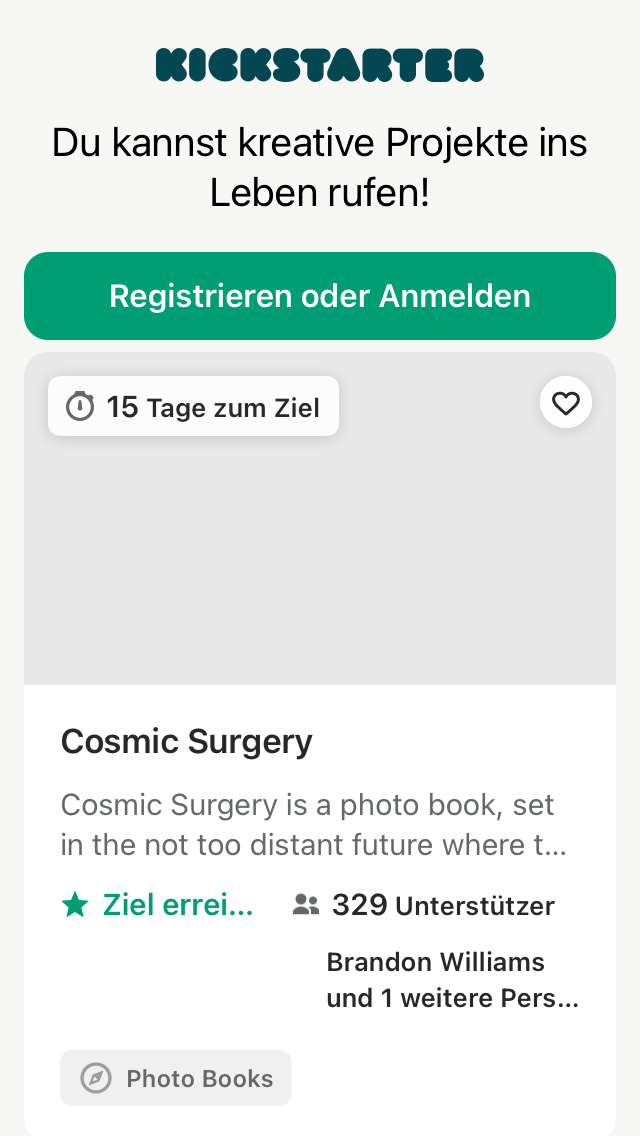 KICKSTARTER
Du kannst kreative Projekte ins
Leben rufen!
Registrieren oder Anmelden
15 Tage zum Ziel
Cosmic Surgery
Cosmic Surgery is a photo book, set
in the not too distant future where t...
Ziel errei...
329 Unterstützer
Brandon Williams
und 1 weitere Pers...
Photo Books